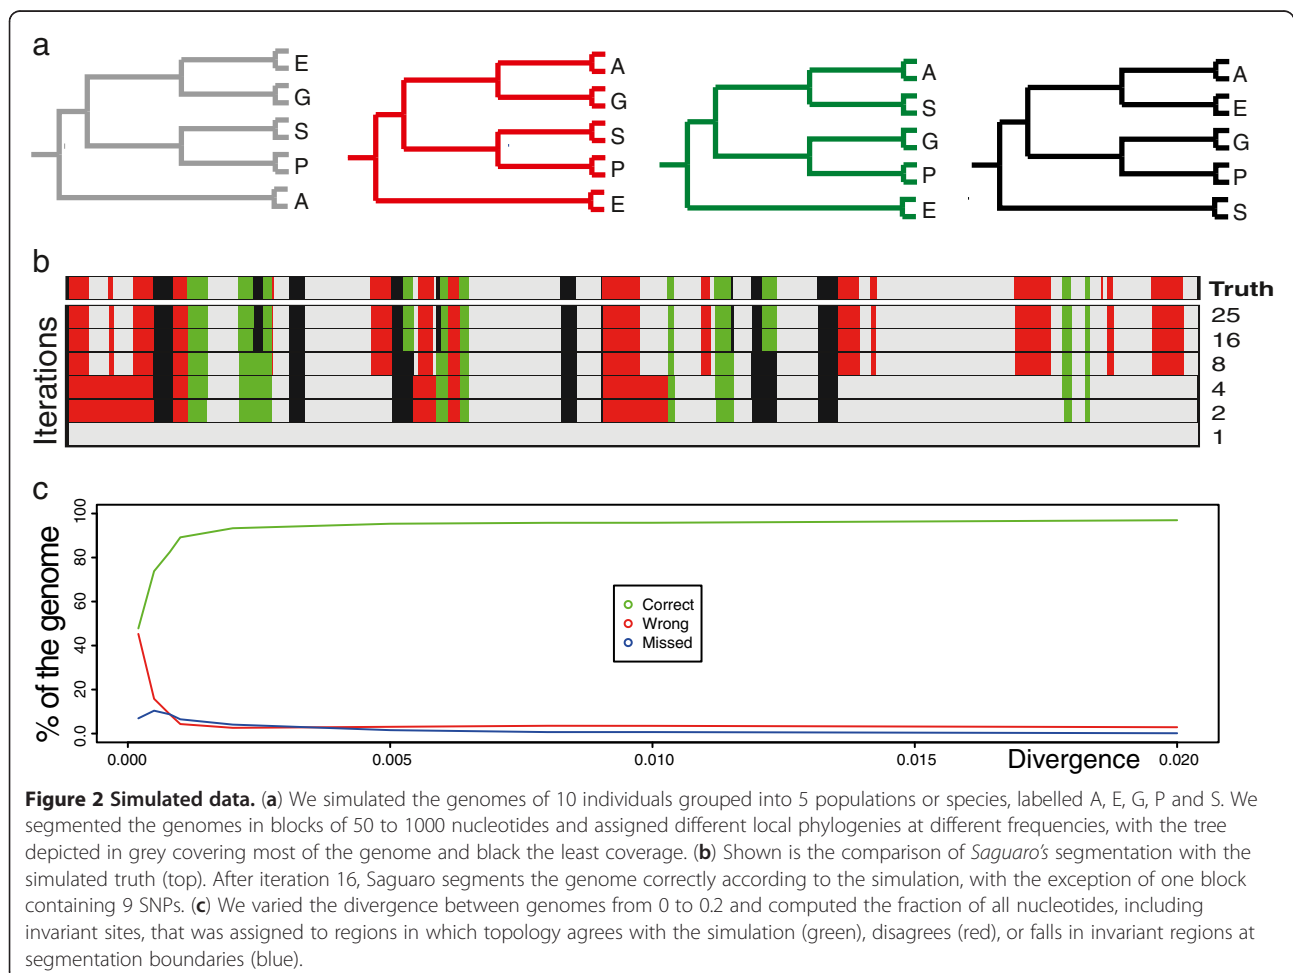 a
E
G
S
P
A
A
G
S
P
E
A
S
G
P
E
A
E
G
P
S
b
Truth
25
16
8
4
2
1
Iterations
c
% of the genome
100
80
60
40
20
0.0
Correct
Wrong
Missed
0.000
0.005
0.010
0.015
0.020
Divergence
Figure 2 Simulated data. (a) We simulated the genomes of 10 individuals grouped into 5 populations or species, labelled A, E, G, P and S. We
segmented the genomes in blocks of 50 to 1000 nucleotides and assigned different local phylogenies at different frequencies, with the tree
depicted in grey covering most of the genome and black the least coverage. (b) Shown is the comparison of Saguaro's segmentation with the
simulated truth (top). After iteration 16, Saguaro segments the genome correctly according to the simulation, with the exception of one block
containing 9 SNPs. (c) We varied the divergence between genomes from 0 to 0.2 and computed the fraction of all nucleotides, including
invariant sites, that was assigned to regions in which topology agrees with the simulation (green), disagrees (red), or falls in invariant regions at
segmentation boundaries (blue).